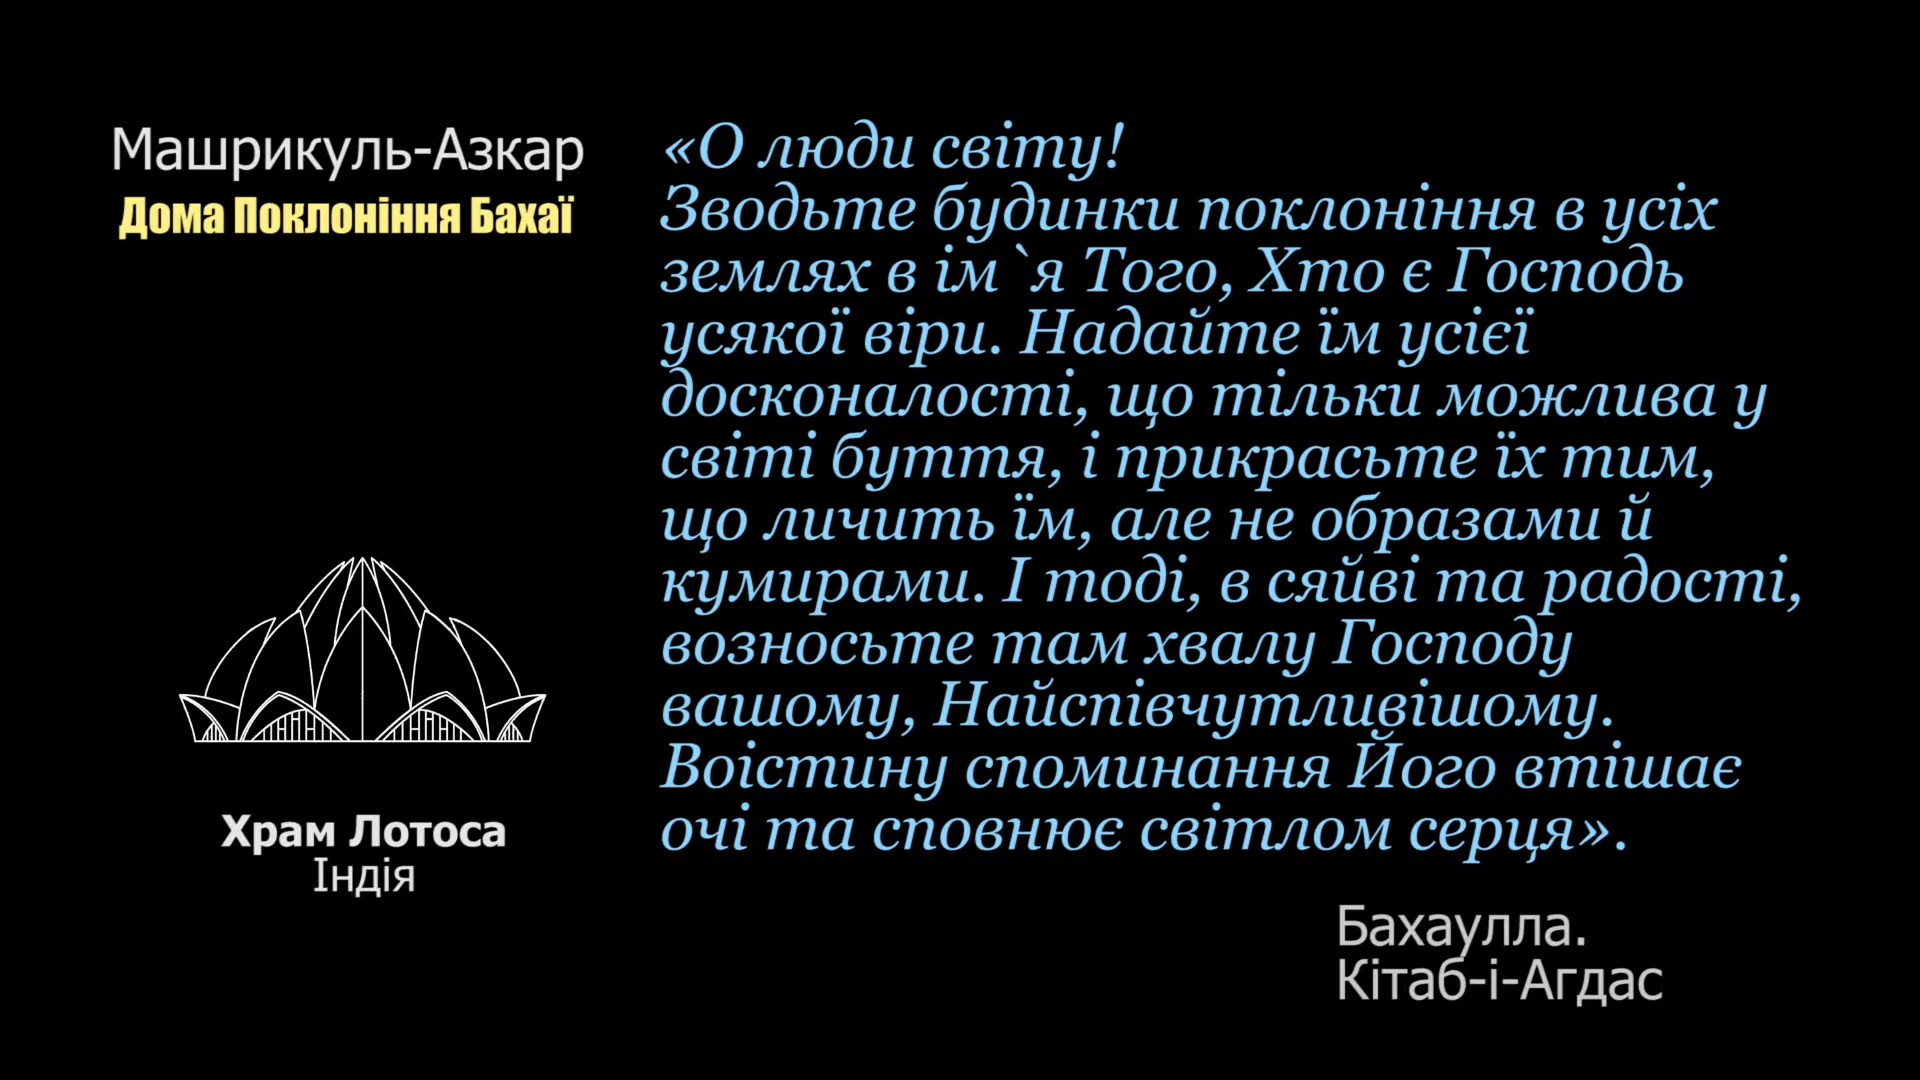 Машрикуль-Азкар
Дома Поклоніння Бахаї
Храм Лотоса
Індія
«О люди світу!
Зводьте будинки поклоніння в усіх
землях в ім`я Того, Хто є Господь
усякої віри. Надайте їм усієї
досконалості, що тільки можлива у
світі буття, і прикрасьте їх тим,
що личить їм, але не образами й
кумирами. І тоді, в сяйві та радості,
возносьте там хвалу Господу
вашому, Найспівчутливішому.
Воістину споминання Його втішає
очі та сповнює світлом серця».
Бахаулла.
Кітаб-і-Агдас